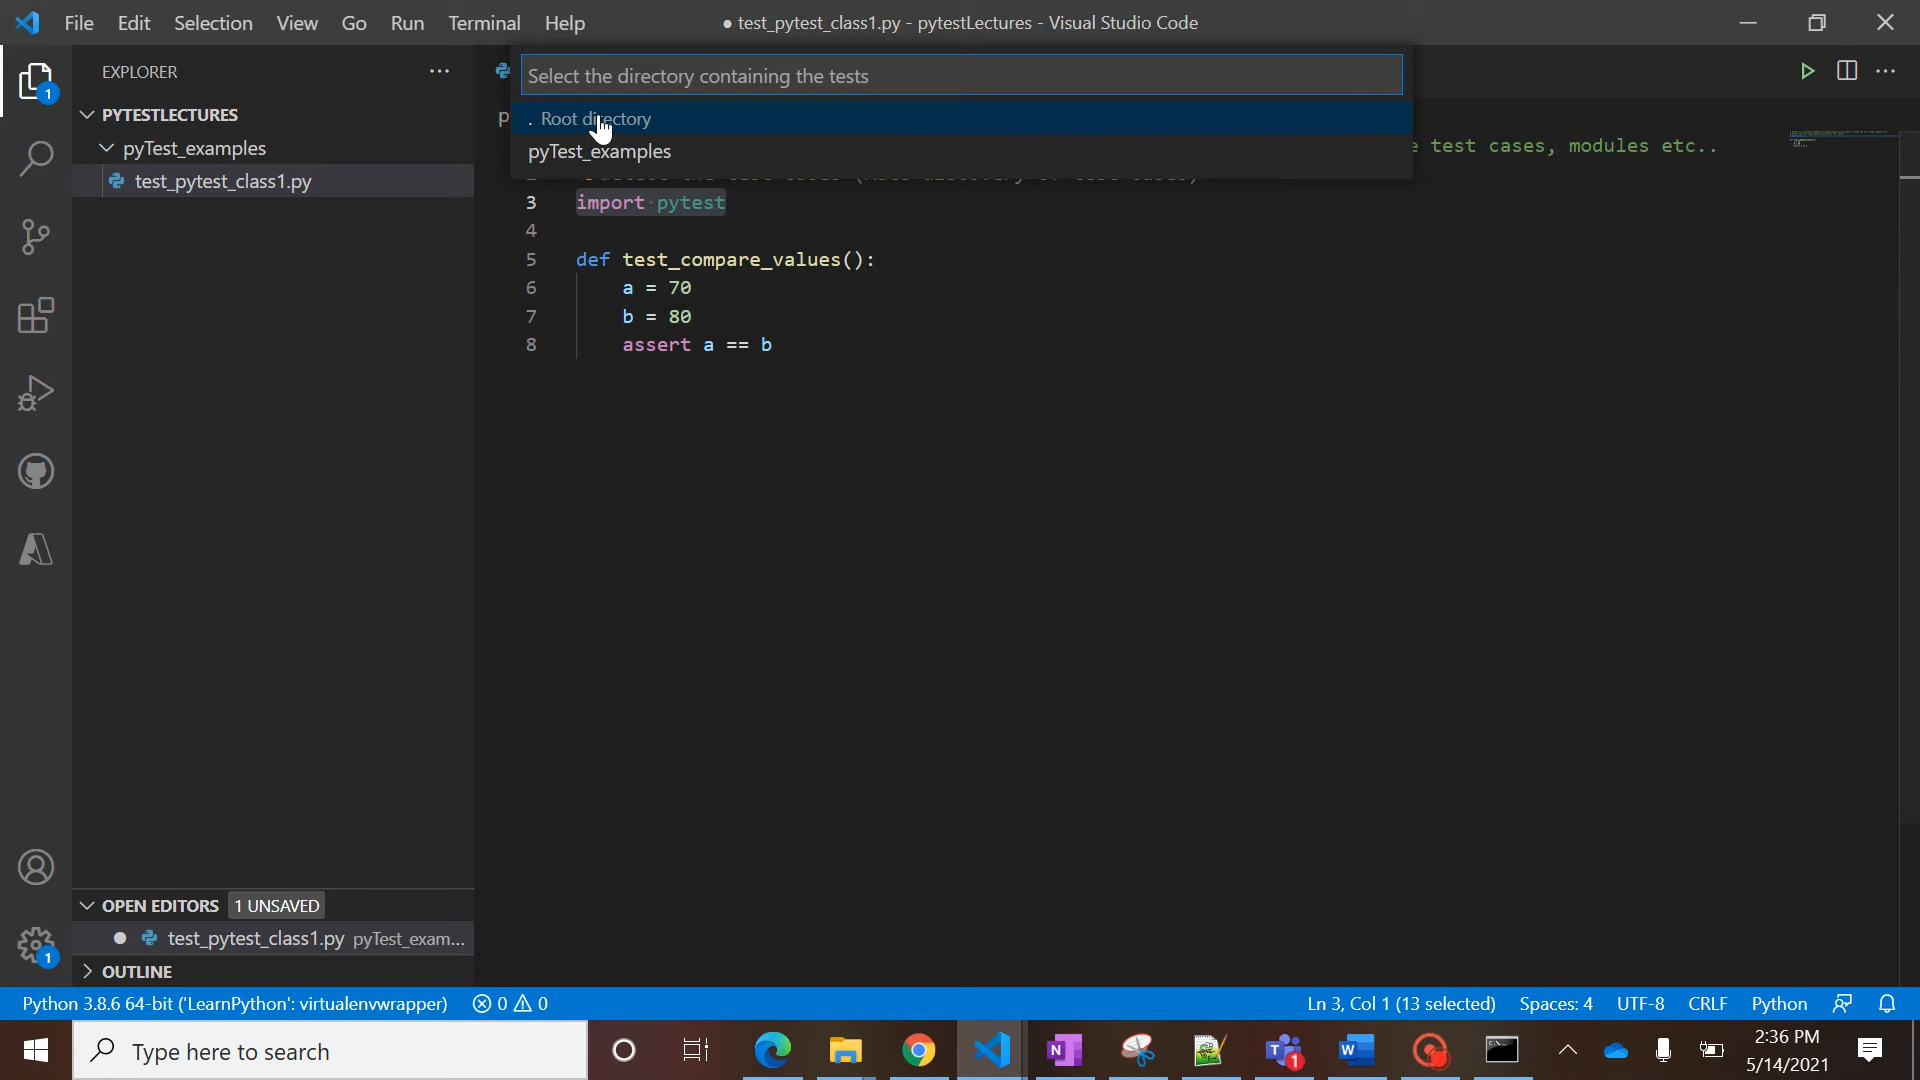 File Edit Selection View Go Run Terminal Help
● test_pytest_class1.py - pytestLectures - Visual Studio Code
EXPLORER
PYTESTLECTURES
pyTest_examples
test_pytest_class1.py
Select the directory containing the tests
. Root directory
pyTest_examples
test cases, modules etc..
3 import pytest
4
5 def test_compare_values():
6 a = 70
7 b = 80
8 assert a == b
1
OPEN EDITORS 1 UNSAVED
test_pytest_class1.py pyTest_exam...
1
OUTLINE
Python 3.8.6 64-bit ('LearnPython': virtualenvwrapper) 0 0
Ln 3, Col 1 (13 selected) Spaces: 4 UTF-8 CRLF Python
Type here to search
1
2:36 PM
5/14/2021